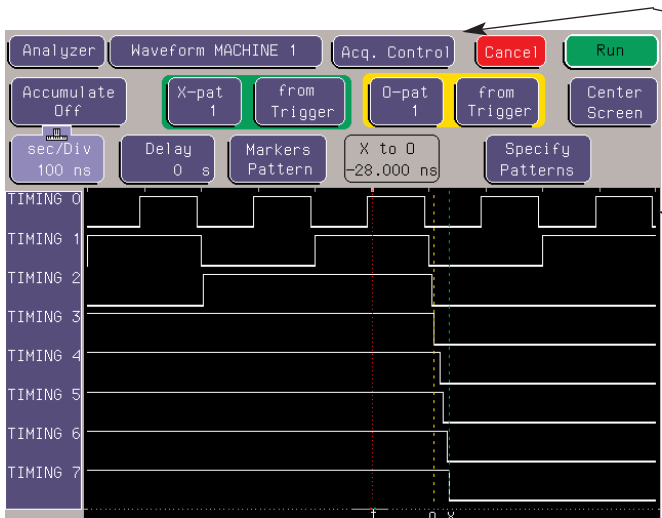 Analyzer Waveform MACHINE 1 Acq. Control Cancel Run
Accumulate Off X-pat 1 from Trigger O-pat 1 from Trigger Center Screen
sec/Div 100 ns Delay 0 s Markers Pattern X to O -28.000 ns Specify Patterns
TIMING 0
TIMING 1
TIMING 2
TIMING 3
TIMING 4
TIMING 5
TIMING 6
TIMING 7
t O X